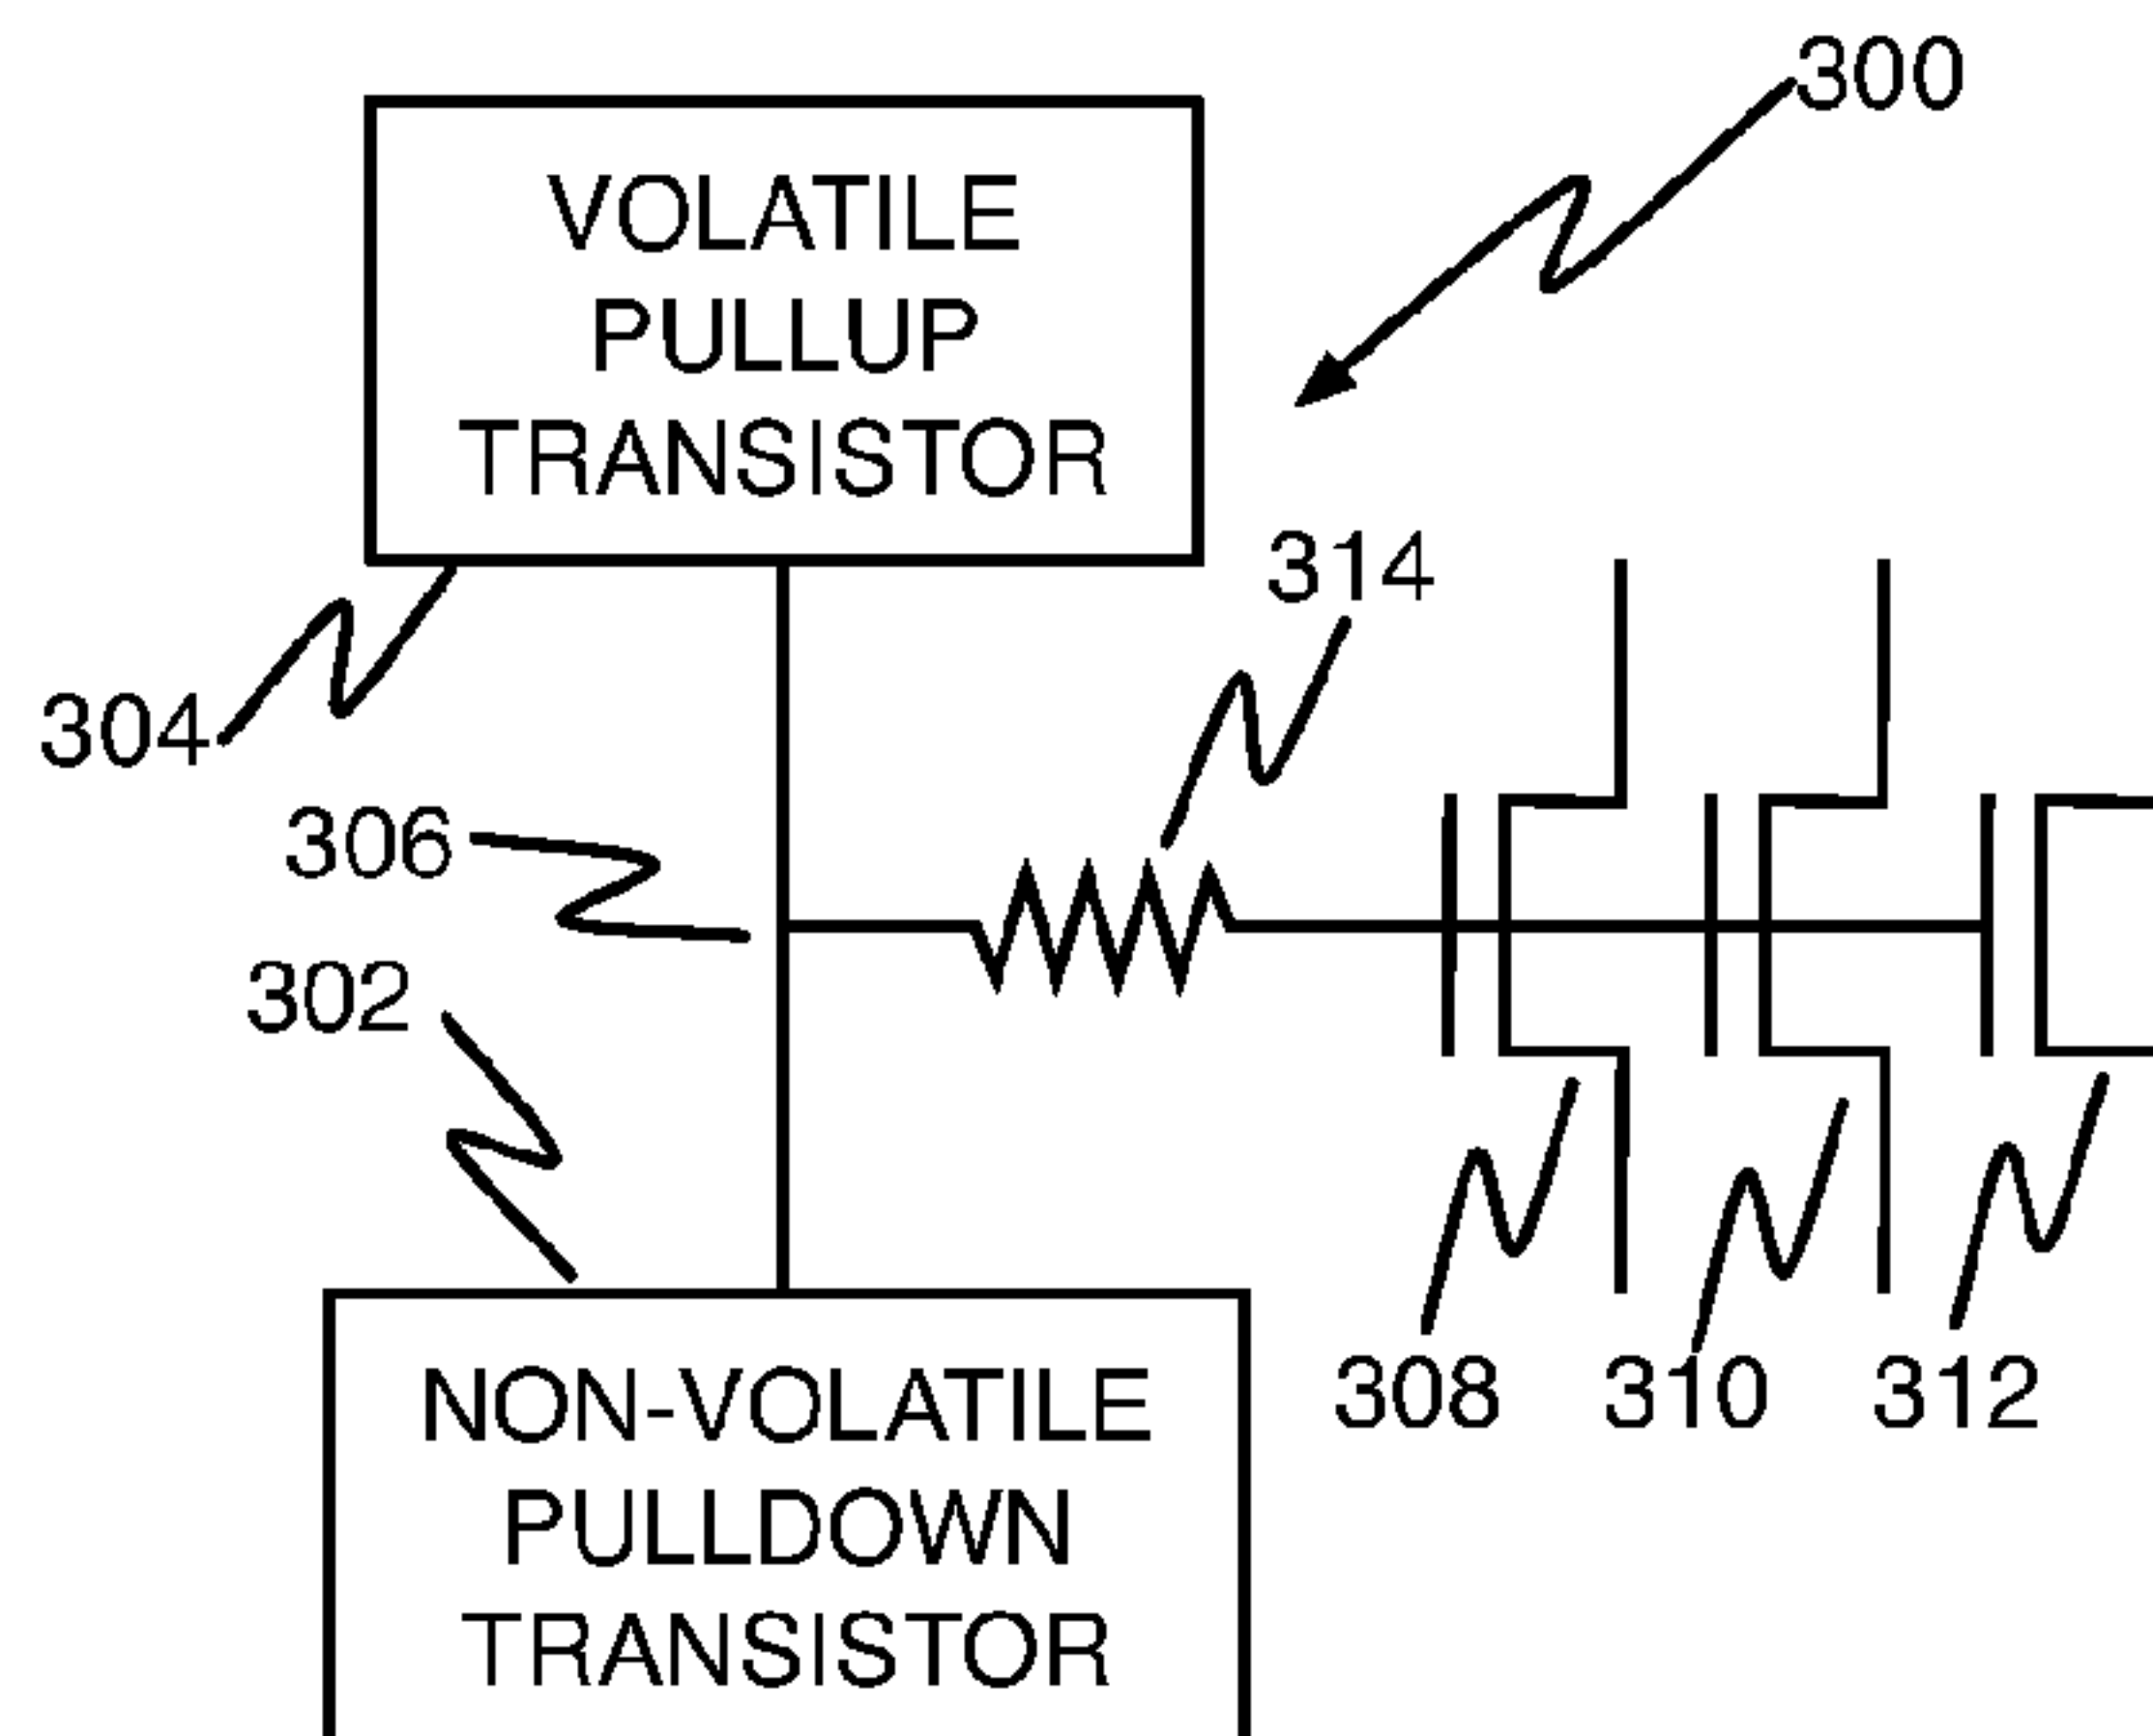 300
VOLATILE
PULLUP
TRANSISTOR
314
304
306
302
308 310 312
NON-VOLATILE
PULLDOWN
TRANSISTOR